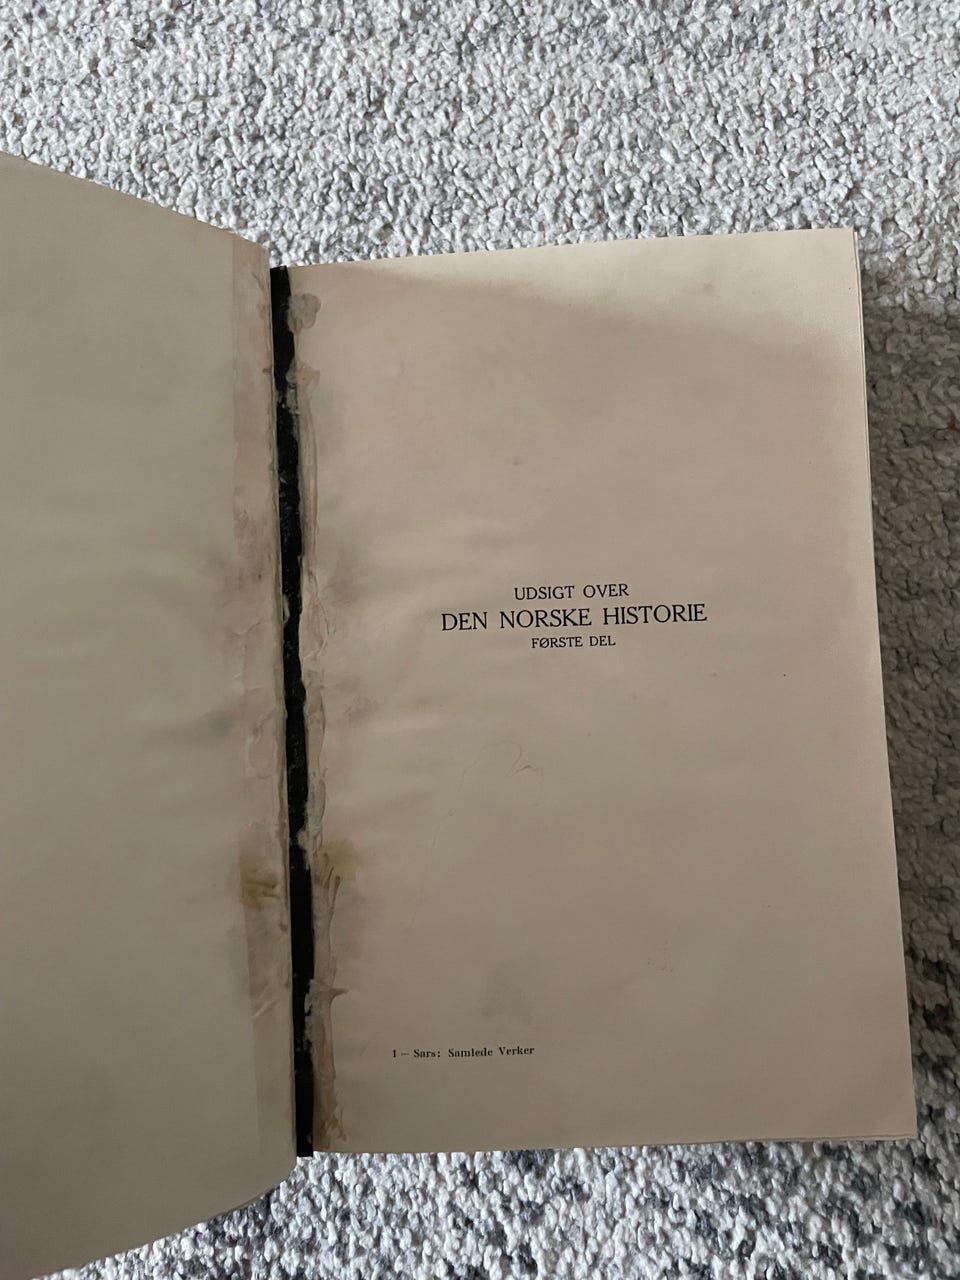 UDSIGT OVER
DEN NORSKE HISTORIE
FØRSTE DEL
1 — Sars: Samlede Verker